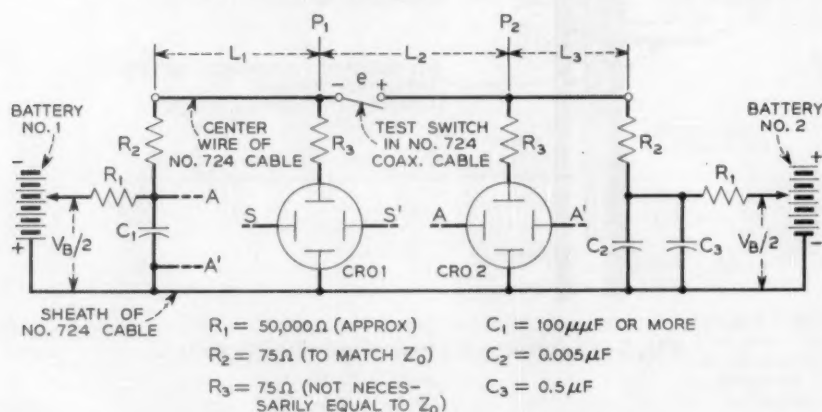 P₁ P₂
L₁ L₂ L₃
e
- +
BATTERY NO. 1
CENTER WIRE OF NO. 724 CABLE
TEST SWITCH IN NO. 724 COAX. CABLE
BATTERY NO. 2
R₂ R₃ R₃ R₂
- +
R₁ A R₁
S S' A A'
V_B/2 C₁ C₂ C₃ V_B/2
+ A' CRO 1 CRO 2 -
SHEATH OF NO. 724 CABLE
R₁ = 50,000Ω (APPROX) C₁ = 100μμF OR MORE
R₂ = 75Ω (TO MATCH Z₀) C₂ = 0.005μF
R₃ = 75Ω (NOT NECES- C₃ = 0.5μF
SARILY EQUAL TO Z₀)